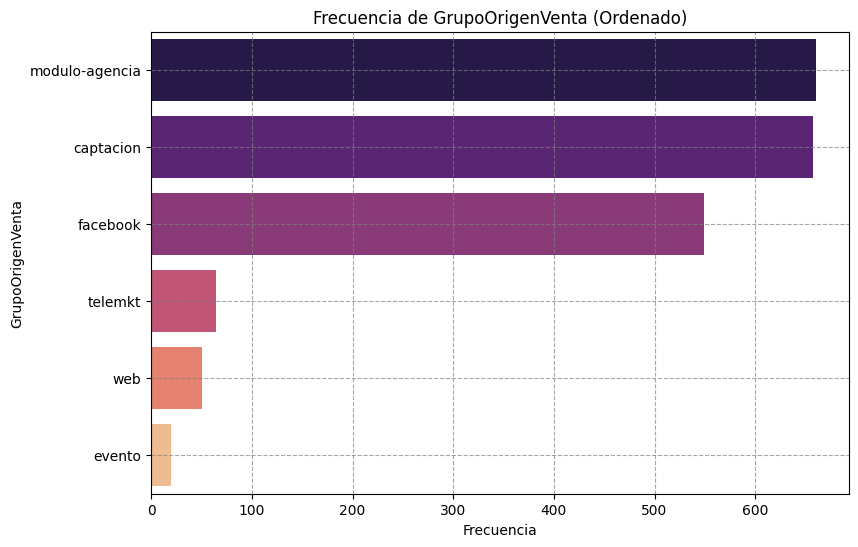 Frecuencia de GrupoOrigenVenta (Ordenado)
GrupoOrigenVenta
modulo-agencia
captacion
facebook
telemkt
web
evento
0 100 200 300 400 500 600
Frecuencia